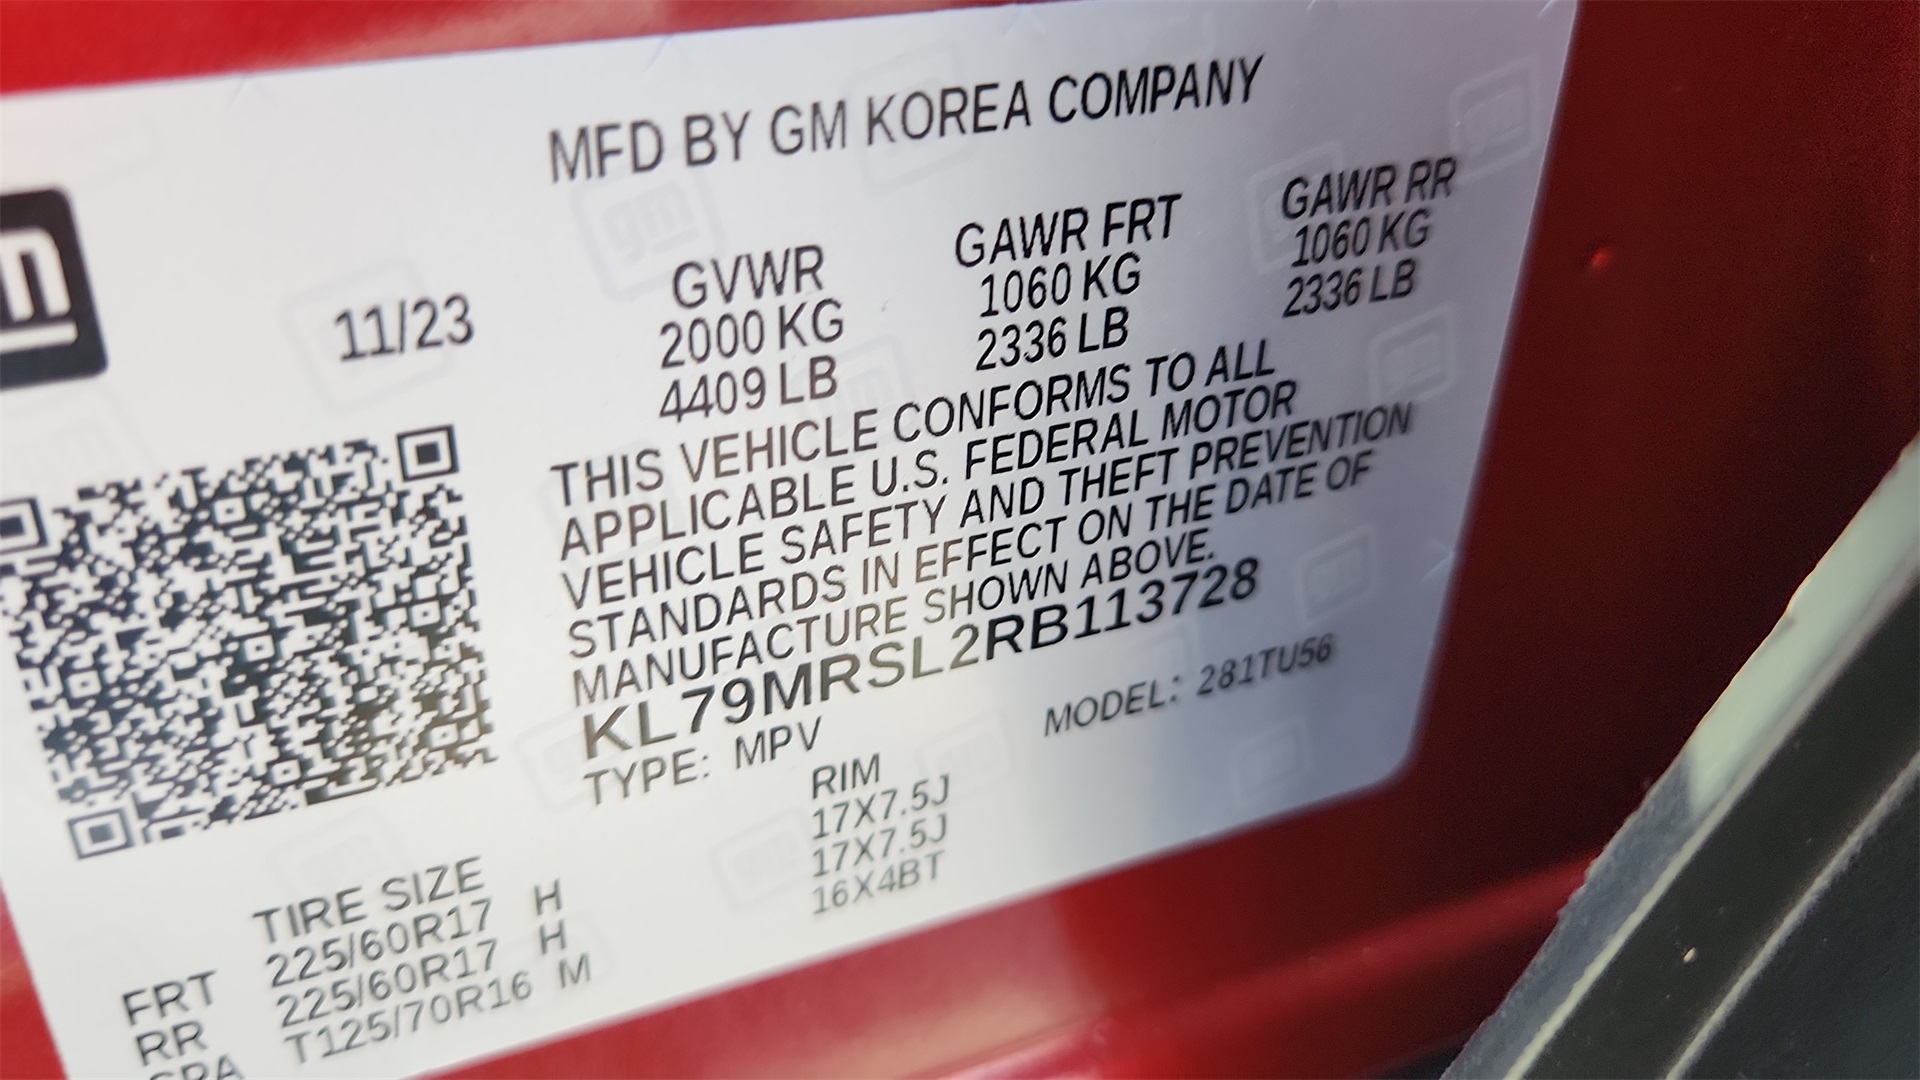 MFD BY GM KOREA COMPANY
gm
11/23
GVWR
2000 KG
4409 LB
GAWR FRT
1060 KG
2336 LB
GAWR RR
1060 KG
2336 LB
THIS VEHICLE CONFORMS TO ALL
APPLICABLE U.S. FEDERAL MOTOR
VEHICLE SAFETY AND THEFT PREVENTION
STANDARDS IN EFFECT ON THE DATE OF
MANUFACTURE SHOWN ABOVE.
KL79MRSL2RB113728
TYPE: MPV
MODEL: 281TU56
TIRE SIZE
RIM
FRT 225/60R17 H 17X7.5J
RR 225/60R17 H 17X7.5J
SPA T125/70R16 M 16X4BT